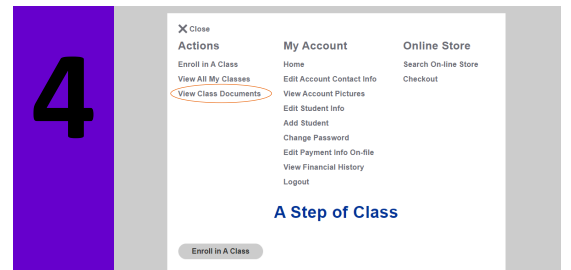 4
X Close
Actions
Enroll in A Class
View All My Classes
View Class Documents
My Account
Home
Edit Account Contact Info
View Account Pictures
Edit Student Info
Add Student
Change Password
Edit Payment Info On-file
View Financial History
Logout
Online Store
Search On-line Store
Checkout
A Step of Class
Enroll in A Class